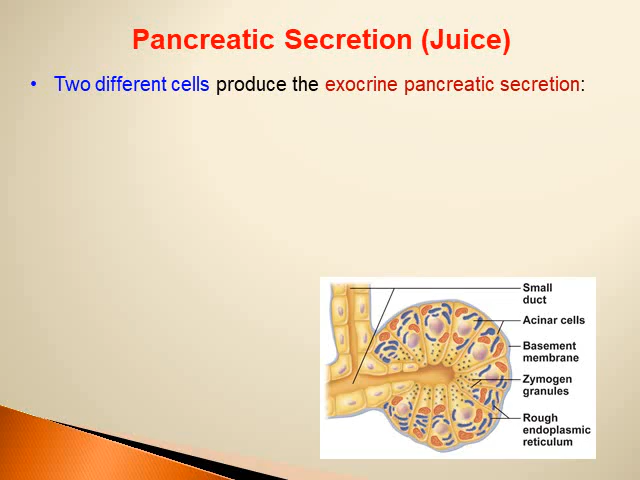 Pancreatic Secretion (Juice)
• Two different cells produce the exocrine pancreatic secretion:
Small
duct
Acinar cells
Basement
membrane
Zymogen
granules
Rough
endoplasmic
reticulum